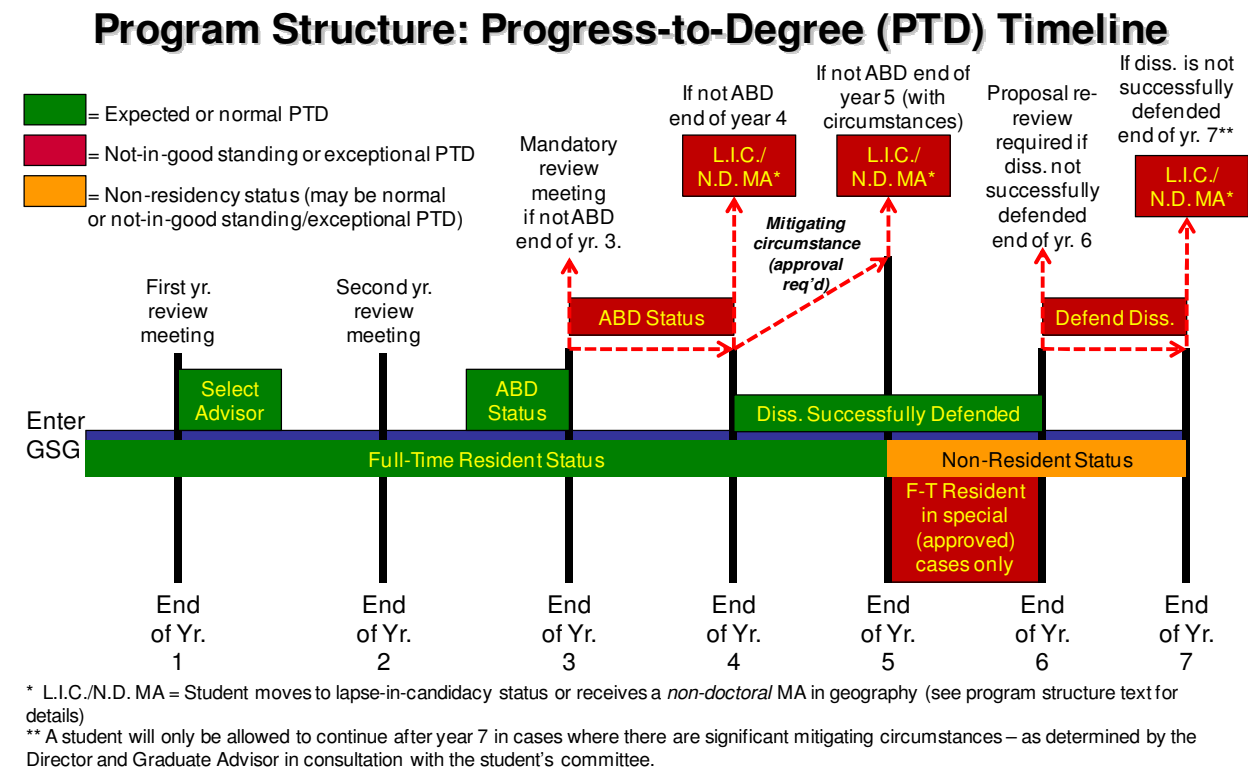 Program Structure: Progress-to-Degree (PTD) Timeline
= Expected or normal PTD
= Not-in-good standing or exceptional PTD
= Non-residency status (may be normal
or not-in-good standing/exceptional PTD)
First yr.
review
meeting
Second yr.
review
meeting
Mandatory
review
meeting
if not ABD
end of yr. 3.
If not ABD
end of year 4
L.I.C./
N.D. MA*
If not ABD end of
year 5 (with
circumstances)
L.I.C./
N.D. MA*
Mitigating
circumstance
(approval
req'd)
Proposal re-
review
required if
diss. not
successfully
defended
end of yr. 6
If diss. is not
successfully
defended
end of yr. 7**
L.I.C./
N.D. MA*
ABD Status
Defend Diss.
Select
Advisor
ABD
Status
Diss. Successfully Defended
Enter
GSG
Full-Time Resident Status
Non-Resident Status
F-T Resident
in special
(approved)
cases only
End
of Yr.
1
End
of Yr.
2
End
of Yr.
3
End
of Yr.
4
End
of Yr.
5
End
of Yr.
6
End
of Yr.
7
* L.I.C./N.D. MA = Student moves to lapse-in-candidacy status or receives a non-doctoral MA in geography (see program structure text for
details)
** A student will only be allowed to continue after year 7 in cases where there are significant mitigating circumstances – as determined by the
Director and Graduate Advisor in consultation with the student's committee.